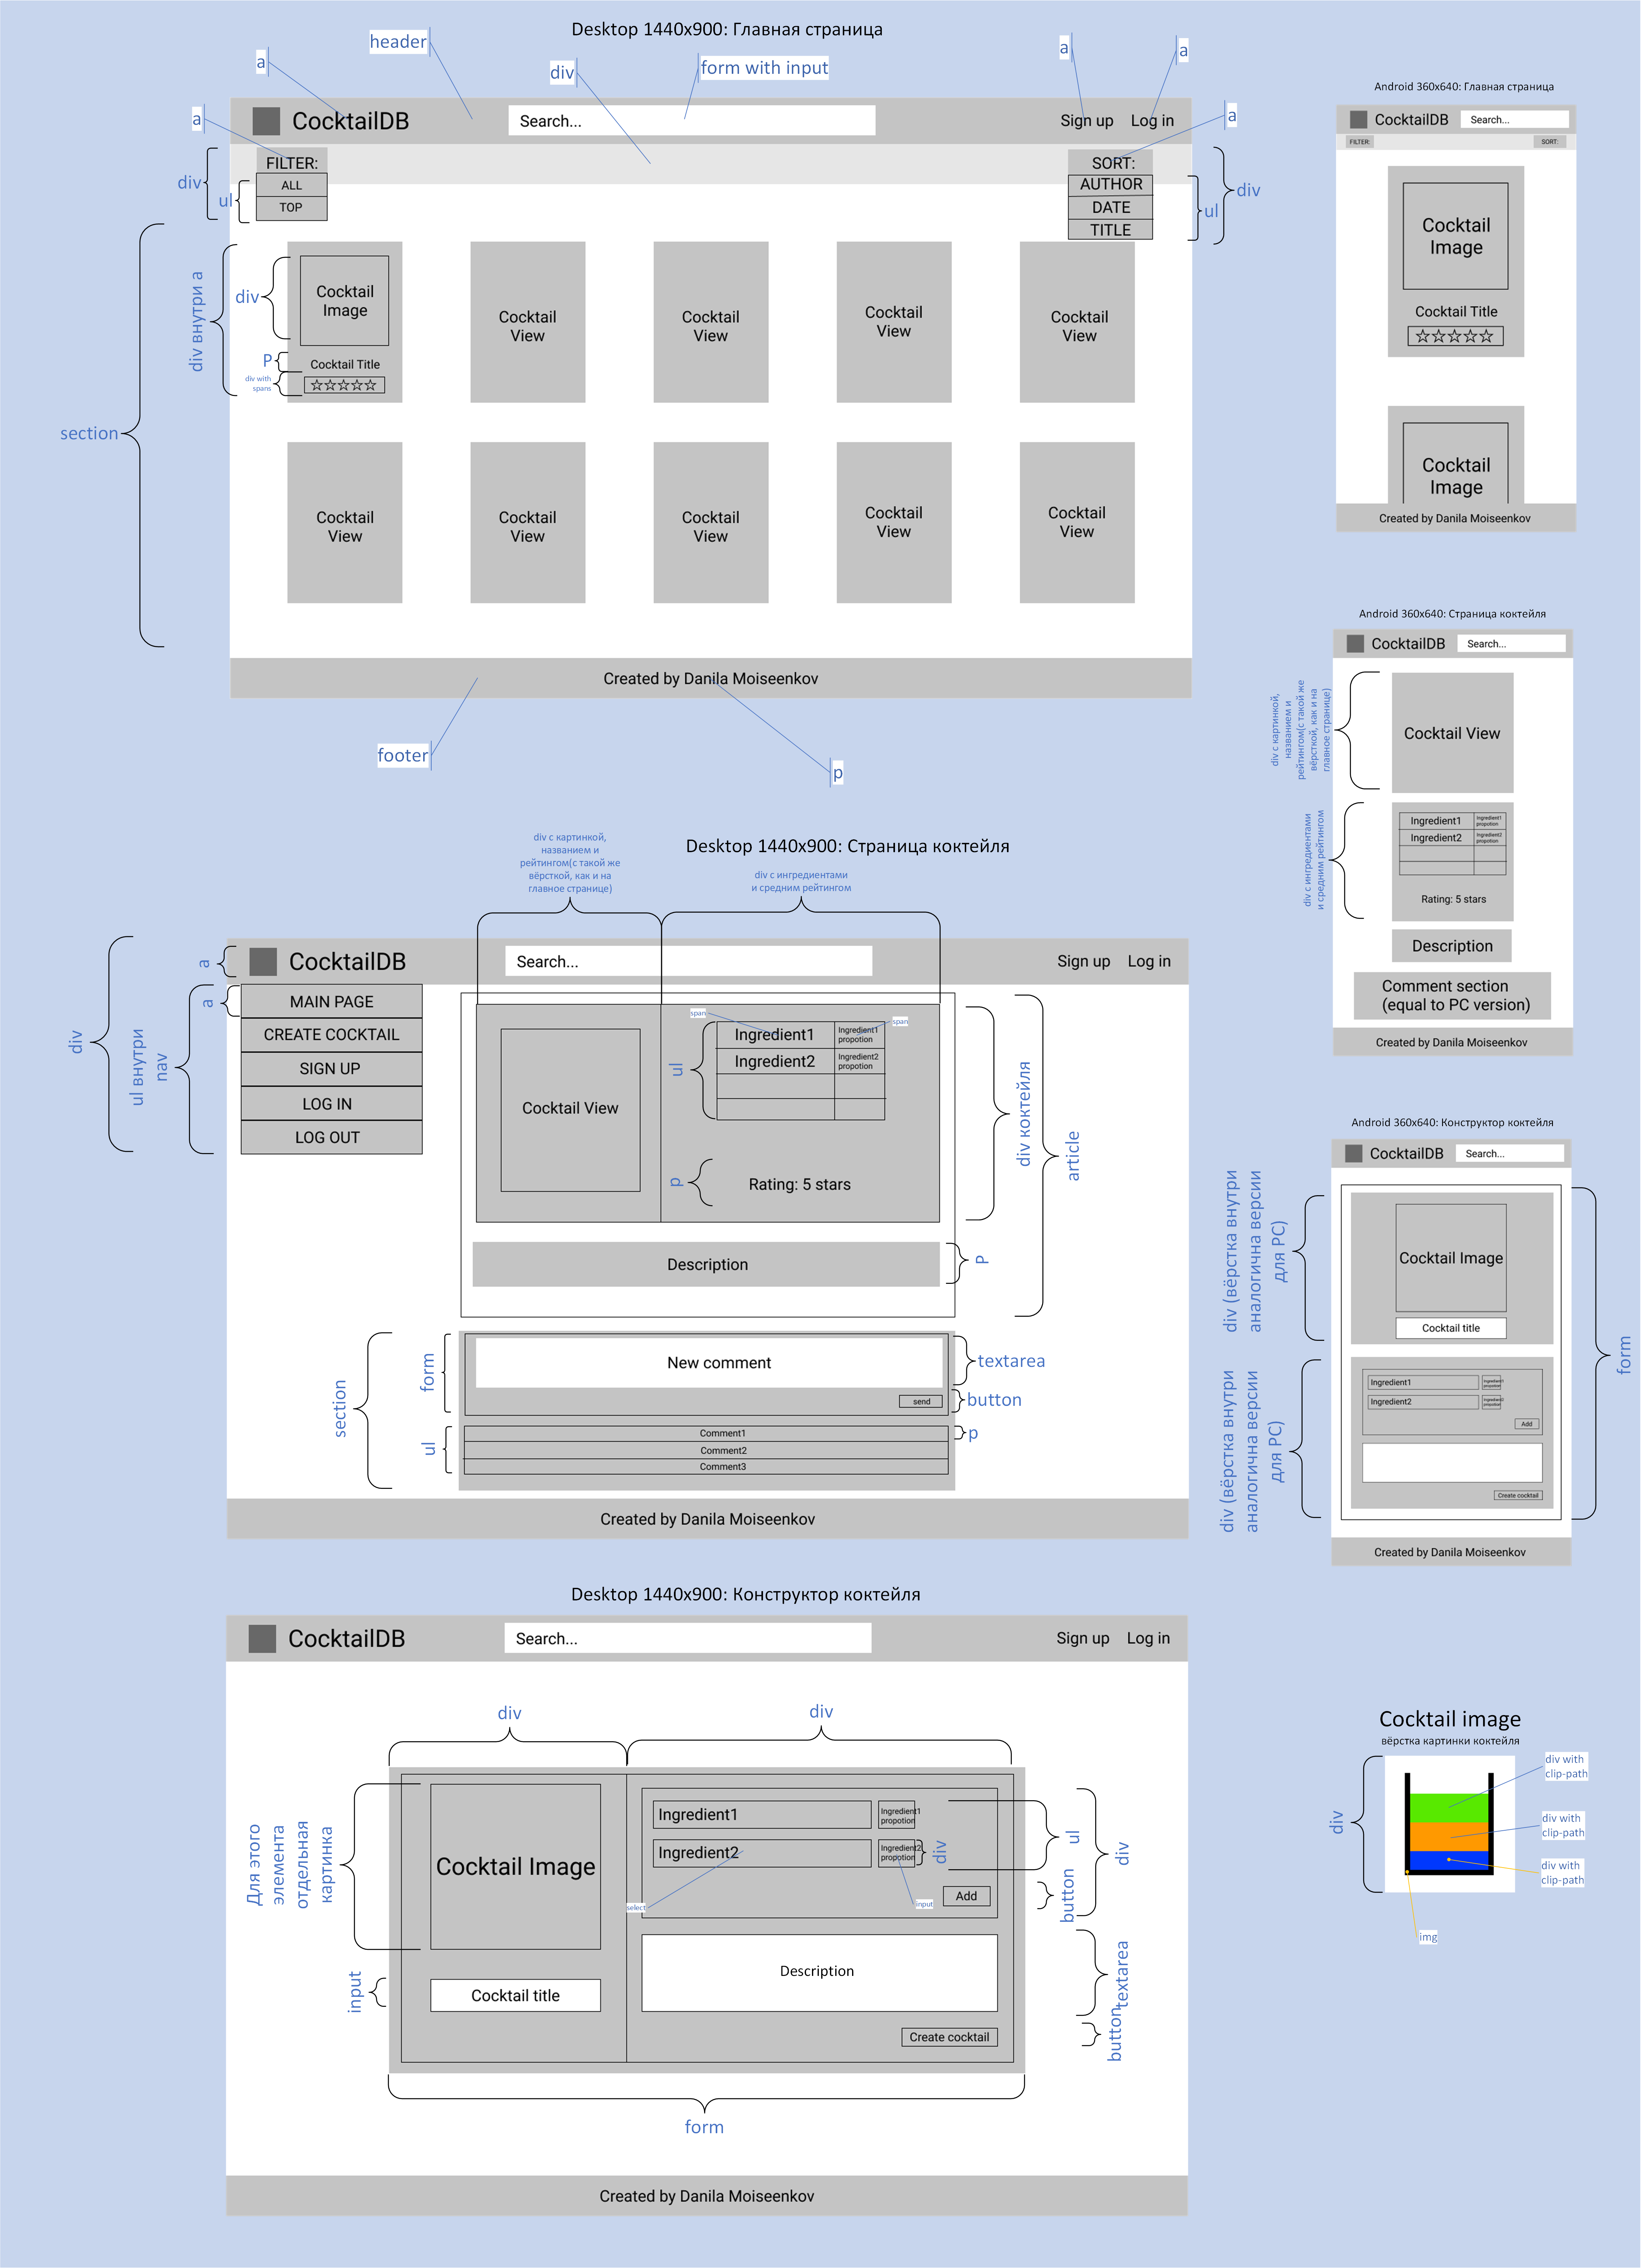 Desktop 1440x900: Главная страница
header
a
div
form with input
a
a
a
a
CocktailDB
Search...
Sign up
Log in
FILTER:
ALL
TOP
div
ul
SORT:
AUTHOR
DATE
TITLE
ul
div
section
div внутри a
div
P
div with
spans
Cocktail
Image
Cocktail Title
☆☆☆☆☆
Cocktail
View
Cocktail
View
Cocktail
View
Cocktail
View
Cocktail
View
Cocktail
View
Cocktail
View
Cocktail
View
Cocktail
View
Created by Danila Moiseenkov
footer
p
Android 360x640: Главная страница
CocktailDB
Search...
FILTER:
SORT:
Cocktail
Image
Cocktail Title
☆☆☆☆☆
Cocktail
Image
Created by Danila Moiseenkov
Android 360x640: Страница коктейля
CocktailDB
Search...
div с картинкой,
названием и
рейтингом(с такой же
вёрсткой, как и на
главное странице)
Cocktail View
div с ингредиентами
и средним рейтингом
Ingredient1
Ingredient1
propotion
Ingredient2
Ingredient2
propotion
Rating: 5 stars
Description
Comment section
(equal to PC version)
Created by Danila Moiseenkov
Desktop 1440x900: Страница коктейля
div с картинкой,
названием и
рейтингом(с такой же
вёрсткой, как и на
главное странице)
div с ингредиентами
и средним рейтингом
CocktailDB
Search...
Sign up
Log in
a
a
div
ul внутри
nav
MAIN PAGE
CREATE COCKTAIL
SIGN UP
LOG IN
LOG OUT
Cocktail View
span
span
ul
Ingredient1
Ingredient1
propotion
Ingredient2
Ingredient2
propotion
p
Rating: 5 stars
div коктейля
article
Description
P
section
form
New comment
textarea
send
button
ul
Comment1
Comment2
Comment3
p
Created by Danila Moiseenkov
Android 360x640: Конструктор коктейля
CocktailDB
Search...
div (вёрстка внутри
аналогична версии
для PC)
Cocktail Image
Cocktail title
form
div (вёрстка внутри
аналогична версии
для PC)
Ingredient1
Ingredient1
propotion
Ingredient2
Ingredient2
propotion
Add
Create cocktail
Created by Danila Moiseenkov
Desktop 1440x900: Конструктор коктейля
CocktailDB
Search...
Sign up
Log in
div
div
Для этого
элемента
отдельная
картинка
Cocktail Image
input
Cocktail title
Ingredient1
Ingredient1
propotion
Ingredient2
Ingredient2
propotion
div
select
input
Add
ul
div
button
Description
textarea
Create cocktail
button
form
Created by Danila Moiseenkov
Cocktail image
вёрстка картинки коктейля
div
div with
clip-path
div with
clip-path
div with
clip-path
img